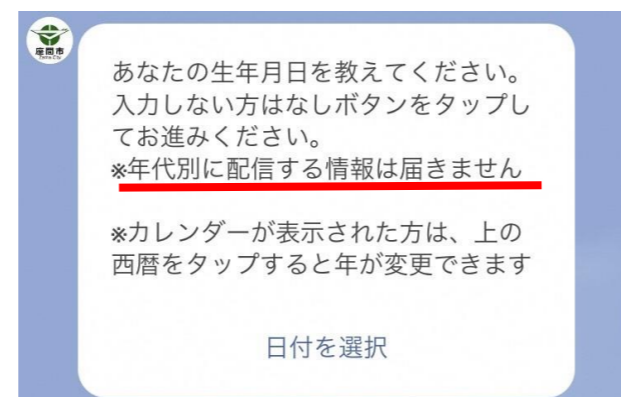 座間市
Zama City
あなたの生年月日を教えてください。
入力しない方はなしボタンをタップし
てお進みください。
※年代別に配信する情報は届きません
※カレンダーが表示された方は、上の
西暦をタップすると年が変更できます
日付を選択